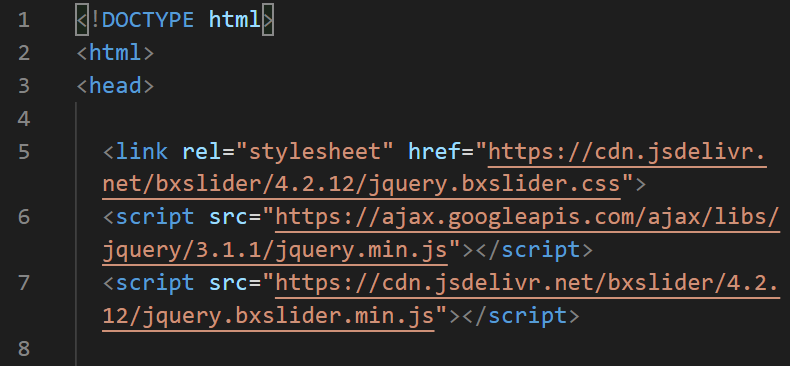 1 <!DOCTYPE html>
2 <html>
3 <head>
4
5 <link rel="stylesheet" href="https://cdn.jsdelivr.
net/bxslider/4.2.12/jquery.bxslider.css">
6 <script src="https://ajax.googleapis.com/ajax/libs/
jquery/3.1.1/jquery.min.js"></script>
7 <script src="https://cdn.jsdelivr.net/bxslider/4.2.
12/jquery.bxslider.min.js"></script>
8